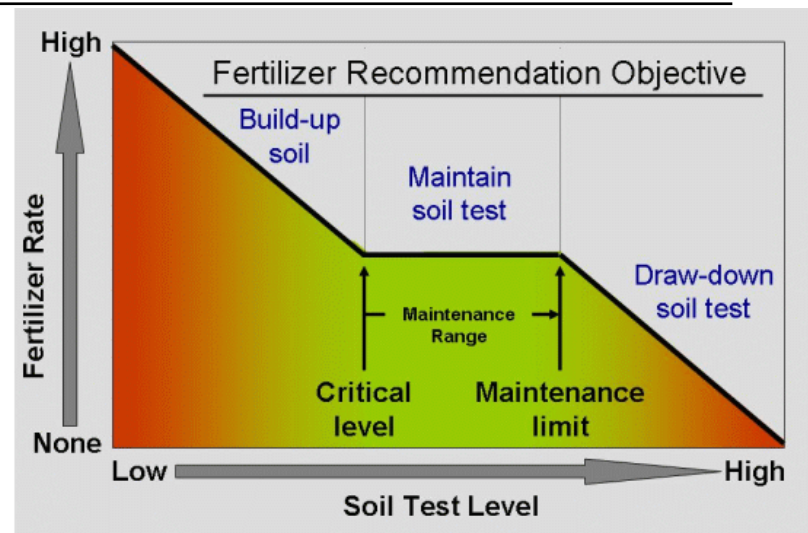 High
Fertilizer Recommendation Objective
Build-up
soil
Maintain
soil test
Draw-down
soil test
Fertilizer Rate
Maintenance
Range
Critical
level
Maintenance
limit
None
Low
High
Soil Test Level